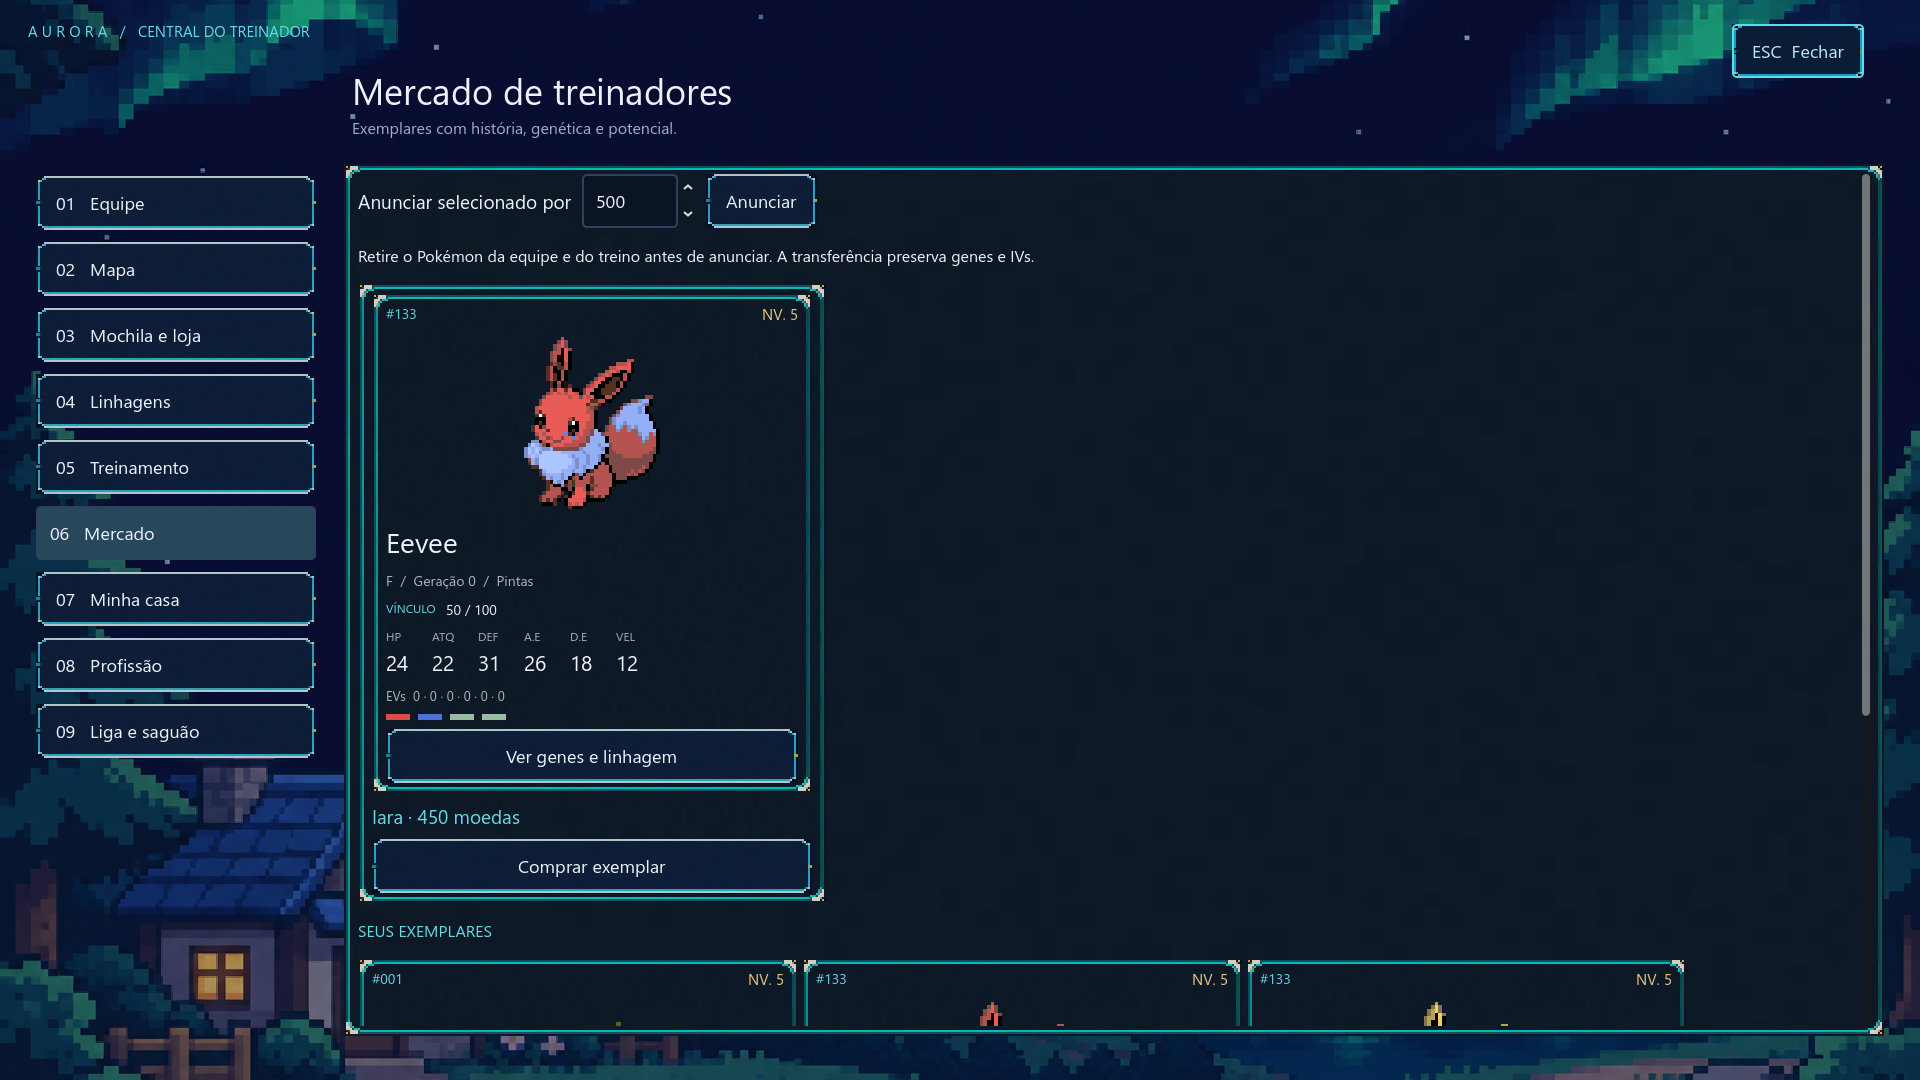 AURORA / CENTRAL DO TREINADOR
ESC Fechar
Mercado de treinadores
Exemplares com história, genética e potencial.
01 Equipe
02 Mapa
03 Mochila e loja
04 Linhagens
05 Treinamento
06 Mercado
07 Minha casa
08 Profissão
09 Liga e saguão
Anunciar selecionado por 500 Anunciar
Retire o Pokémon da equipe e do treino antes de anunciar. A transferência preserva genes e IVs.
#133 NV. 5
Eevee
F / Geração 0 / Pintas
VÍNCULO 50 / 100
HP ATQ DEF A.E D.E VEL
24 22 31 26 18 12
EVs 0 · 0 · 0 · 0 · 0 · 0
Ver genes e linhagem
Iara · 450 moedas
Comprar exemplar
SEUS EXEMPLARES
#001 NV. 5 #133 NV. 5 #133 NV. 5